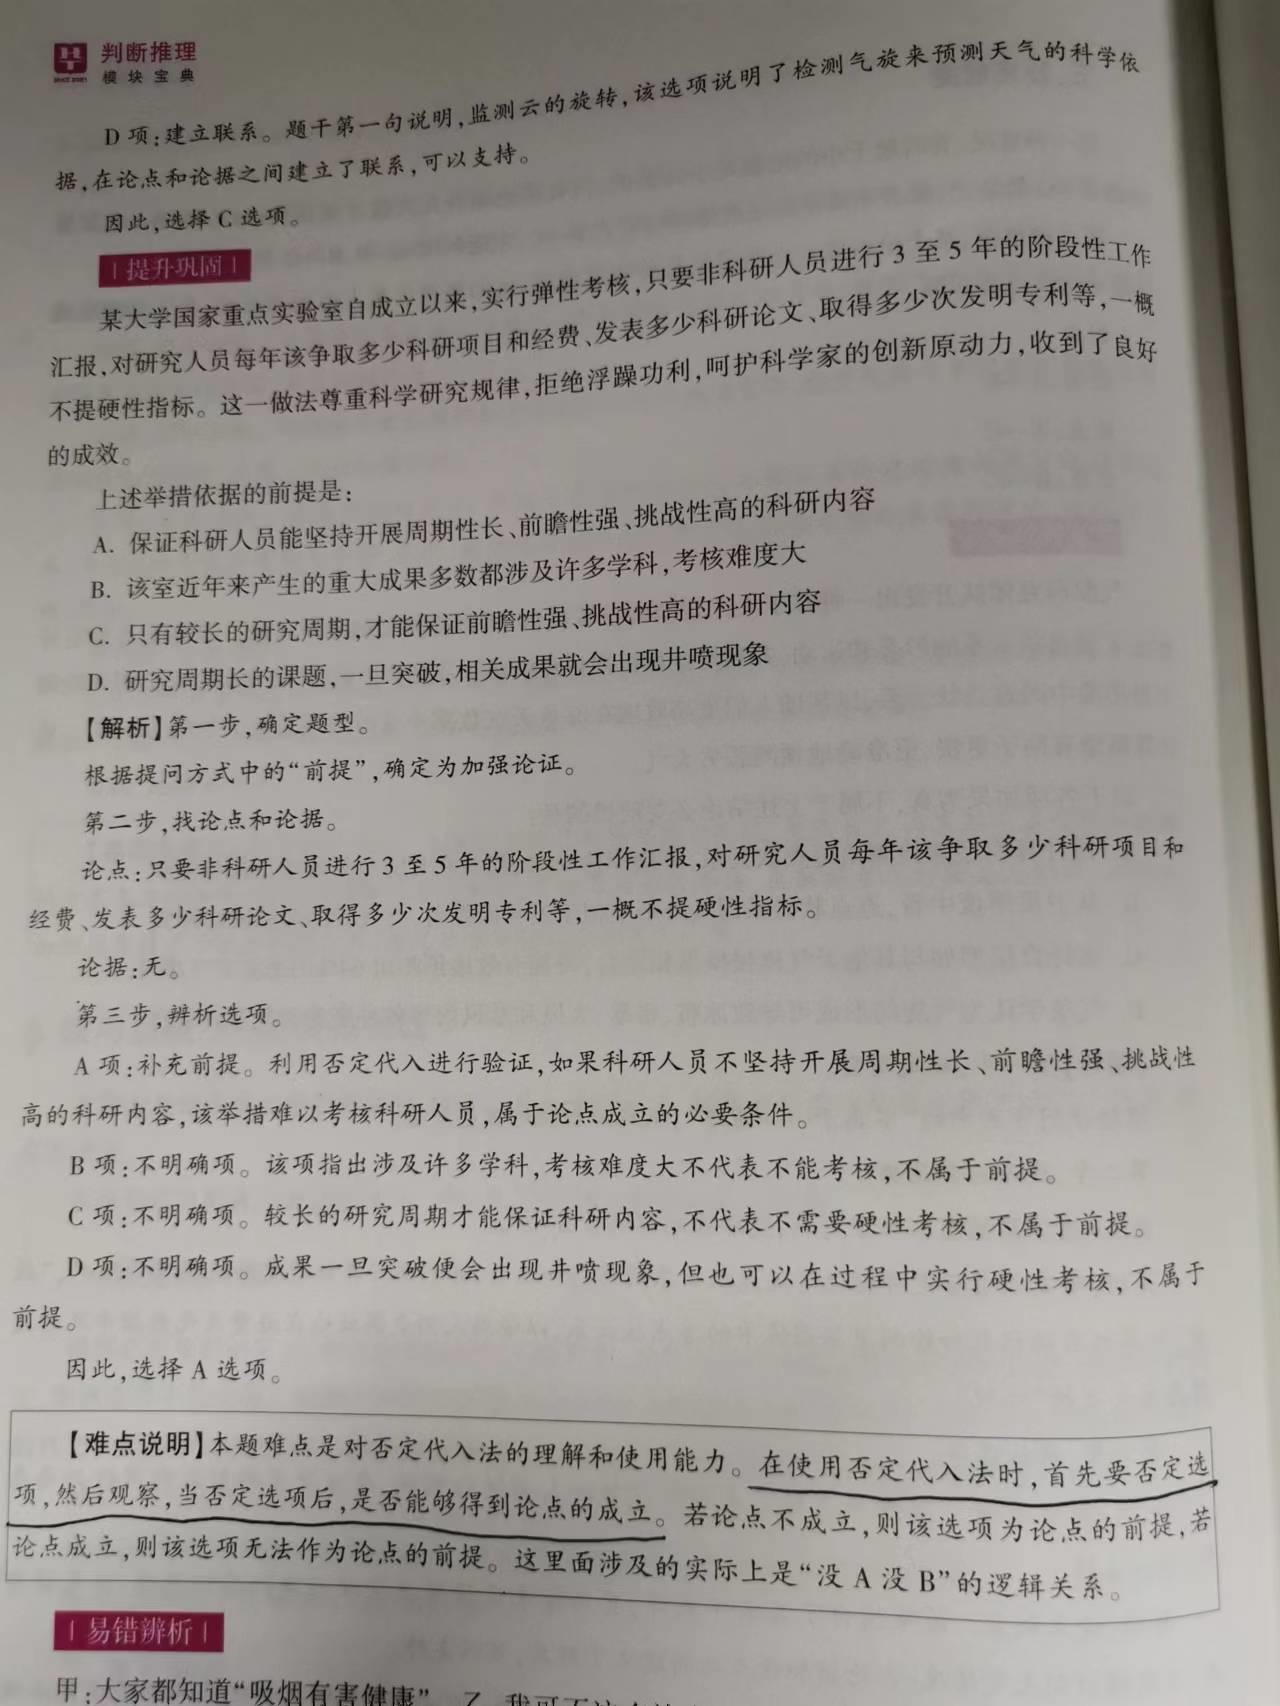 判断推理
模块宝典
D 项:建立联系。题干第一句说明,监测云的旋转,该选项说明了检测气旋来预测天气的科学依
据,在论点和论据之间建立了联系,可以支持。
因此,选择 C 选项。
提升巩固
某大学国家重点实验室自成立以来,实行弹性考核,只要非科研人员进行 3 至 5 年的阶段性工作
汇报,对研究人员每年该争取多少科研项目和经费、发表多少科研论文、取得多少次发明专利等,一概
不提硬性指标。这一做法尊重科学研究规律,拒绝浮躁功利,呵护科学家的创新原动力,收到了良好
的成效。
上述举措依据的前提是:
A. 保证科研人员能坚持开展周期性长、前瞻性强、挑战性高的科研内容
B. 该室近年来产生的重大成果多数都涉及许多学科,考核难度大
C. 只有较长的研究周期,才能保证前瞻性强、挑战性高的科研内容
D. 研究周期长的课题,一旦突破,相关成果就会出现井喷现象
【解析】第一步,确定题型。
根据提问方式中的“前提”,确定为加强论证。
第二步,找论点和论据。
论点:只要非科研人员进行 3 至 5 年的阶段性工作汇报,对研究人员每年该争取多少科研项目和
经费、发表多少科研论文、取得多少次发明专利等,一概不提硬性指标。
论据:无。
第三步,辨析选项。
A 项:补充前提。利用否定代入进行验证,如果科研人员不坚持开展周期性长、前瞻性强、挑战性
高的科研内容,该举措难以考核科研人员,属于论点成立的必要条件。
B 项:不明确项。该项指出涉及许多学科,考核难度大不代表不能考核,不属于前提。
C 项:不明确项。较长的研究周期才能保证科研内容,不代表不需要硬性考核,不属于前提。
D 项:不明确项。成果一旦突破便会出现井喷现象,但也可以在过程中实行硬性考核,不属于
前提。
因此,选择 A 选项。
【难点说明】本题难点是对否定代入法的理解和使用能力。在使用否定代入法时,首先要否定选
项,然后观察,当否定选项后,是否能够得到论点的成立。若论点不成立,则该选项为论点的前提,若
论点成立,则该选项无法作为论点的前提。这里面涉及的实际上是“没 A 没 B”的逻辑关系。
易错辨析
甲:大家都知道“吸烟有害健康”